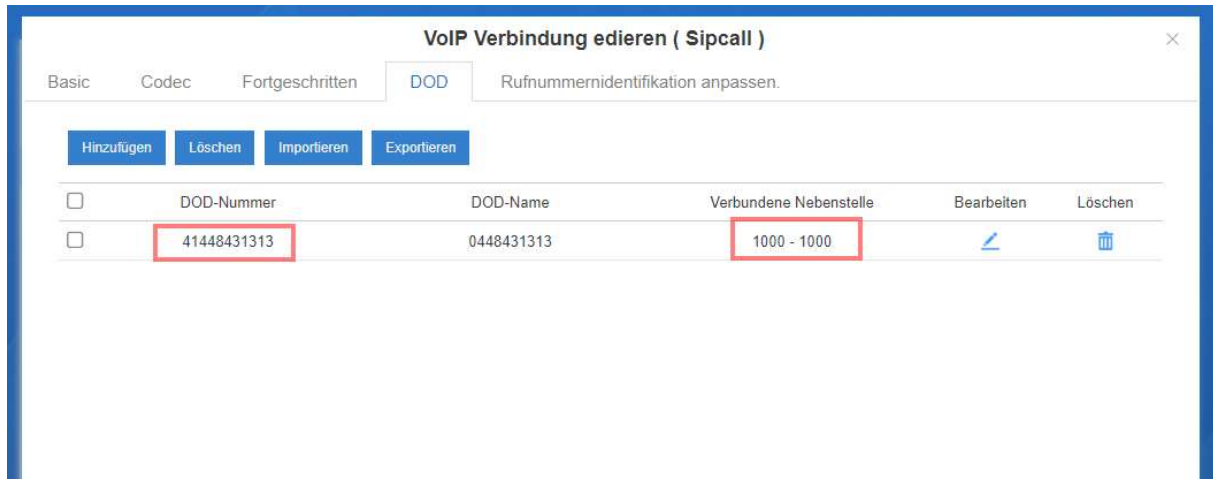 VoIP Verbindung edieren ( Sipcall )
Basic Codec Fortgeschritten DOD Rufnummernidentifikation anpassen.
Hinzufügen Löschen Importieren Exportieren
DOD-Nummer DOD-Name Verbundene Nebenstelle Bearbeiten Löschen
41448431313 0448431313 1000 - 1000